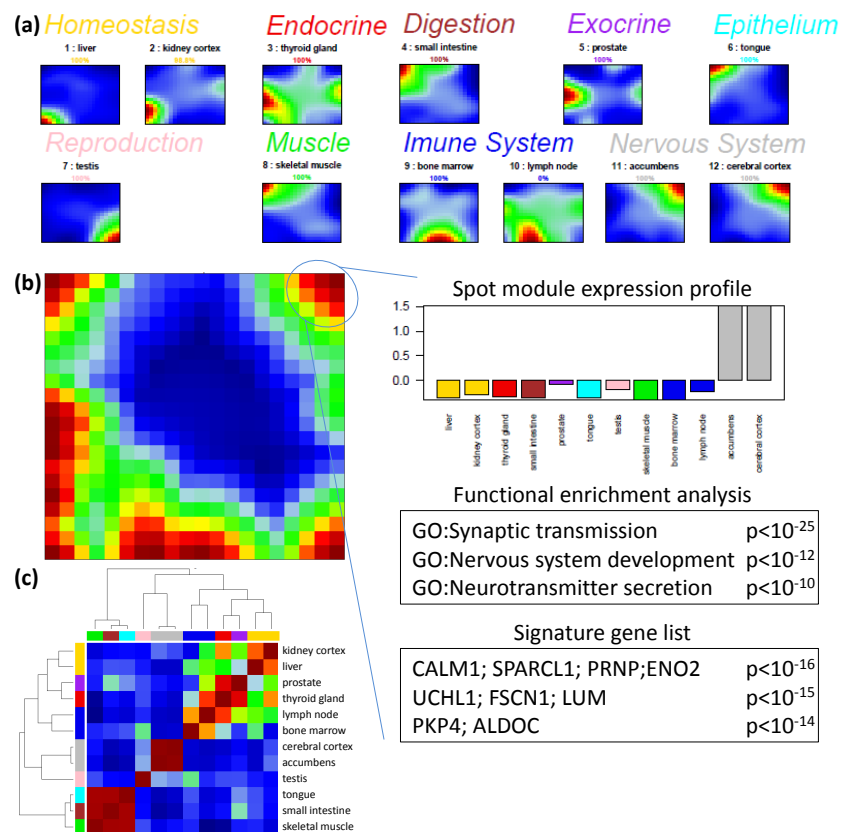 (a)
Homeostasis Endocrine Digestion Exocrine Epithelium
1 : liver 2 : kidney cortex 3 : thyroid gland 4 : small intestine 5 : prostate 6 : tongue
100% 99.8% 100% 100% 100% 100%
Reproduction Muscle Imune System Nervous System
7 : testis 8 : skeletal muscle 9 : bone marrow 10 : lymph node 11 : accumbens 12 : cerebral cortex
100% 100% 100% 0% 100% 100%
(b)
Spot module expression profile
1.5
1.0
0.5
0.0
liver
kidney cortex
thyroid gland
small intestine
prostate
tongue
testis
skeletal muscle
bone marrow
lymph node
accumbens
cerebral cortex
Functional enrichment analysis
GO:Synaptic transmission p<10-25
GO:Nervous system development p<10-12
GO:Neurotransmitter secretion p<10-10
Signature gene list
CALM1; SPARCL1; PRNP;ENO2 p<10-16
UCHL1; FSCN1; LUM p<10-15
PKP4; ALDOC p<10-14
(c)
kidney cortex
liver
prostate
thyroid gland
lymph node
bone marrow
cerebral cortex
accumbens
testis
tongue
small intestine
skeletal muscle